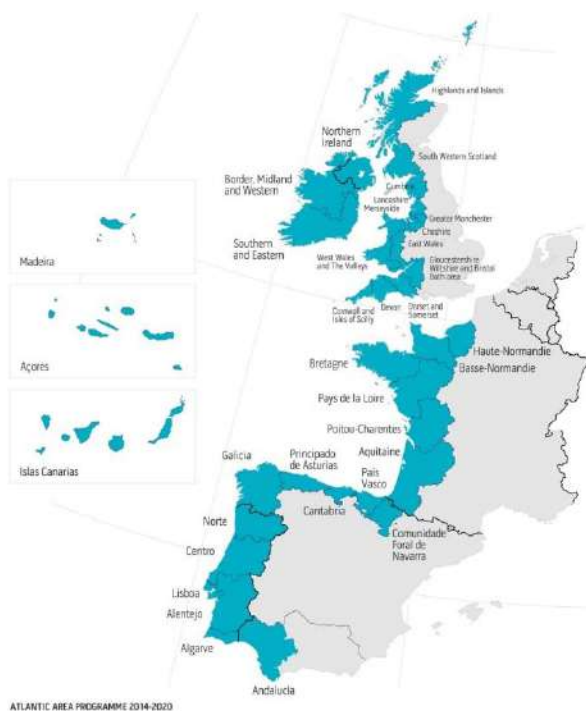 Highlands and Islands
Northern
Ireland
South Western Scotland
Border, Midland
and Western
Cumbria
Lancashire
Merseyside
Greater Manchester
Cheshire
East Wales
Southern
and Eastern
West Wales
and The Valleys
Gloucestershire
Wiltshire and Bristol
Bath area
Cornwall and
Isles of Scilly
Devon
Dorset and
Somerset
Madeira
Açores
Islas Canarias
Haute-Normandie
Basse-Normandie
Bretagne
Pays de la Loire
Poitou-Charentes
Aquitaine
Galicia
Principado
de Asturias
País
Vasco
Cantabria
Comunidade
Foral de
Navarra
Norte
Centro
Lisboa
Alentejo
Algarve
Andalucia
ATLANTIC AREA PROGRAMME 2014-2020